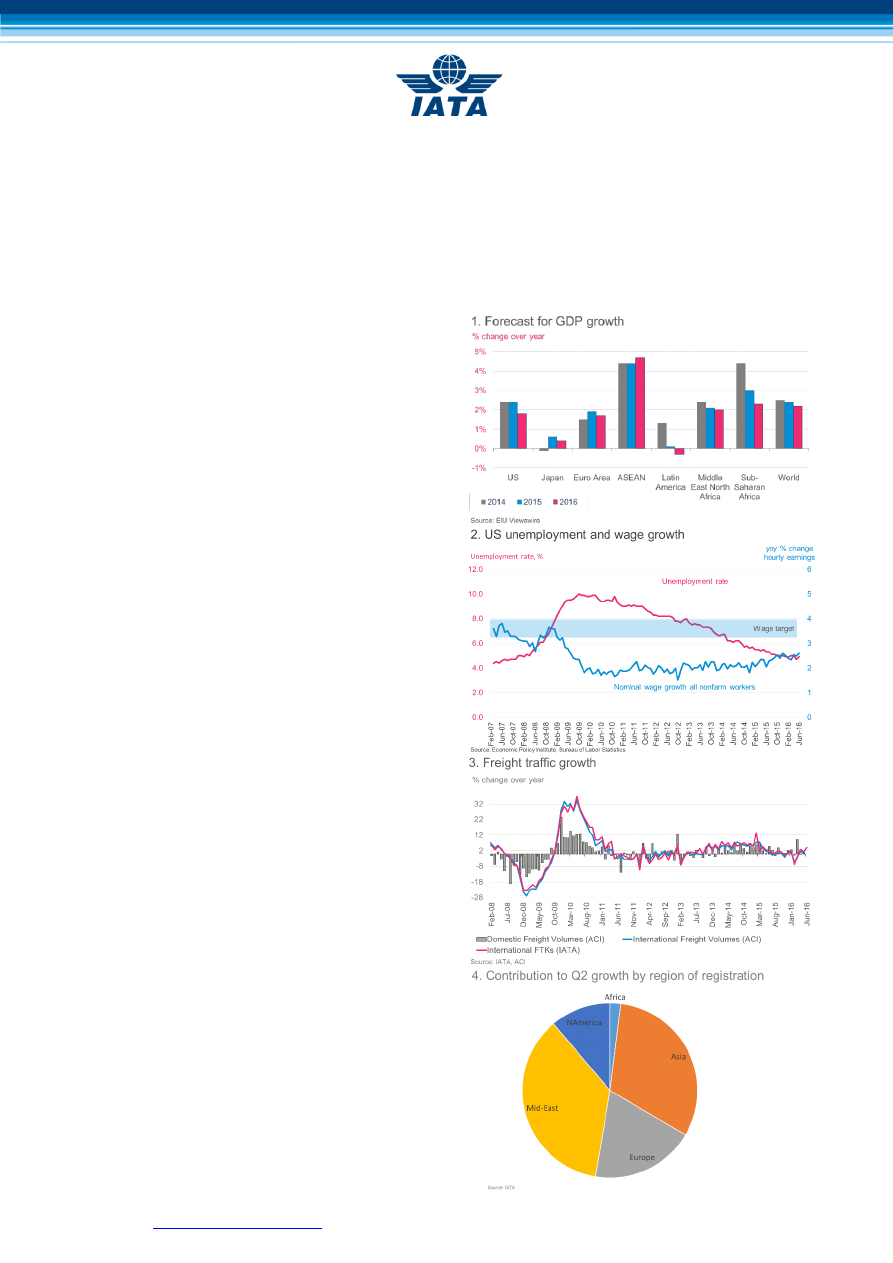 IATA
1. Forecast for GDP growth
% change over year
5%
4%
3%
2%
1%
0%
-1%
US Japan Euro Area ASEAN Latin America Middle East North Africa Sub-Saharan Africa World
2014 2015 2016
Source: EIU Viewswire
2. US unemployment and wage growth
Unemployment rate, %
yoy % change
hourly earnings
12.0 6
10.0 5
8.0 4
6.0 3
4.0 2
2.0 1
0.0 0
Unemployment rate
Wage target
Nominal wage growth all nonfarm workers
Feb-07 Jun-07 Oct-07 Feb-08 Jun-08 Oct-08 Feb-09 Jun-09 Oct-09 Feb-10 Jun-10 Oct-10 Feb-11 Jun-11 Oct-11 Feb-12 Jun-12 Oct-12 Feb-13 Jun-13 Oct-13 Feb-14 Jun-14 Oct-14 Feb-15 Jun-15 Oct-15 Feb-16 Jun-16
Source: Economic Policy Institute, Bureau of Labor Statistics
3. Freight traffic growth
% change over year
32
22
12
2
-8
-18
-28
Feb-08 Jul-08 Dec-08 May-09 Oct-09 Mar-10 Aug-10 Jan-11 Jun-11 Nov-11 Apr-12 Sep-12 Feb-13 Jul-13 Dec-13 May-14 Oct-14 Mar-15 Aug-15 Jan-16 Jun-16
Domestic Freight Volumes (ACI) International Freight Volumes (ACI)
International FTKs (IATA)
Source: IATA, ACI
4. Contribution to Q2 growth by region of registration
Africa
NAmerica
Asia
Mid-East
Europe
Source: IATA